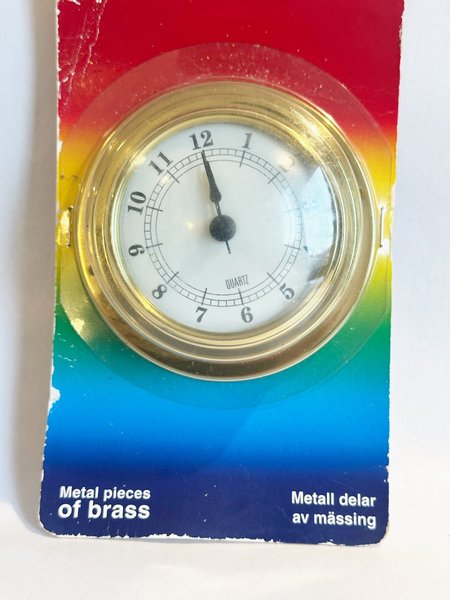 12
1
11
10
9
8
7
6
5
QUARTZ
Metal pieces
of brass
Metall delar
av mässing